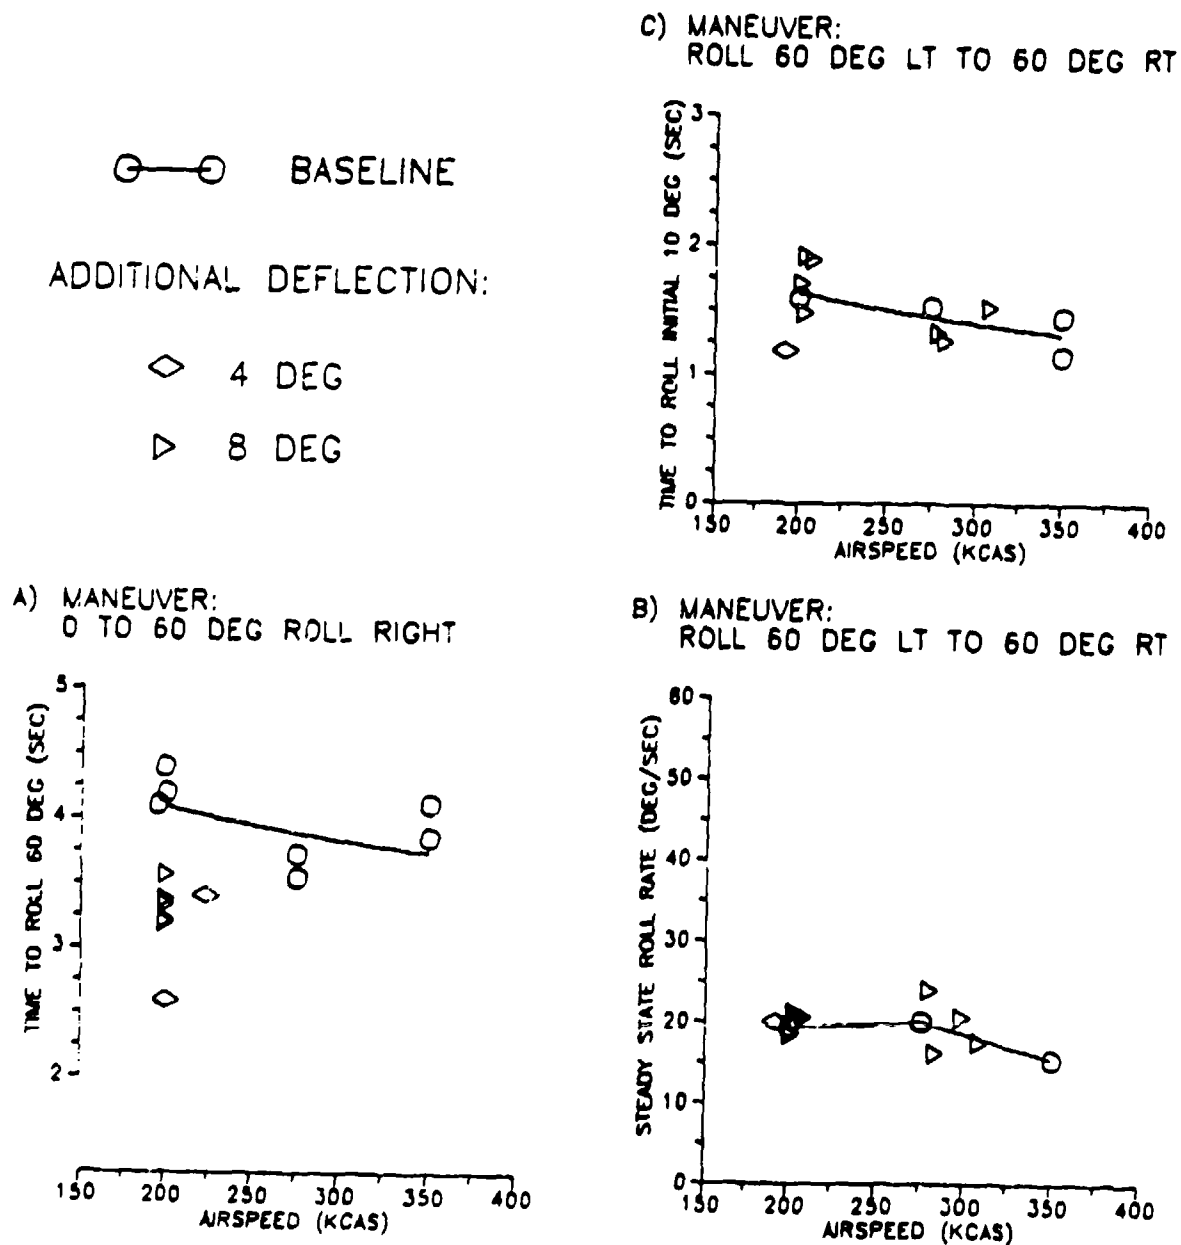 C) MANEUVER:
ROLL 60 DEG LT TO 60 DEG RT
BASELINE
ADDITIONAL DEFLECTION:
4 DEG
8 DEG
TIME TO ROLL INITIAL 10 DEG (SEC)
3
2
1
0
150 200 250 300 350 400
AIRSPEED (KCAS)
A) MANEUVER:
0 TO 60 DEG ROLL RIGHT
TIME TO ROLL 60 DEG (SEC)
5
4
3
2
150 200 250 300 350 400
AIRSPEED (KCAS)
B) MANEUVER:
ROLL 60 DEG LT TO 60 DEG RT
STEADY STATE ROLL RATE (DEG/SEC)
60
50
40
30
20
10
0
150 200 250 300 350 400
AIRSPEED (KCAS)